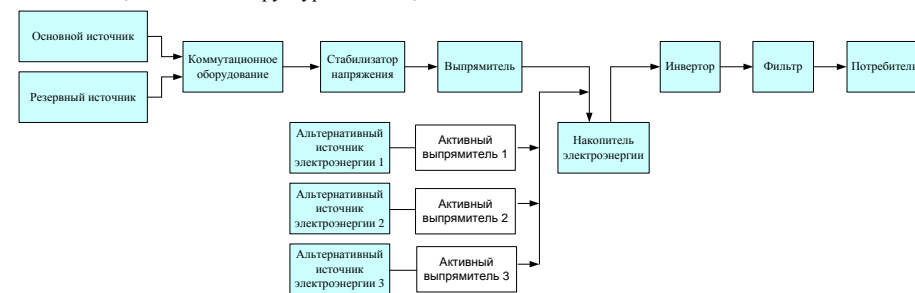 Основной источник
Резервный источник
Коммутационное
оборудование
Стабилизатор
напряжения
Выпрямитель
Инвертор
Фильтр
Потребитель
Накопитель
электроэнергии
Альтернативный
источник
электроэнергии 1
Активный
выпрямитель 1
Альтернативный
источник
электроэнергии 2
Активный
выпрямитель 2
Альтернативный
источник
электроэнергии 3
Активный
выпрямитель 3